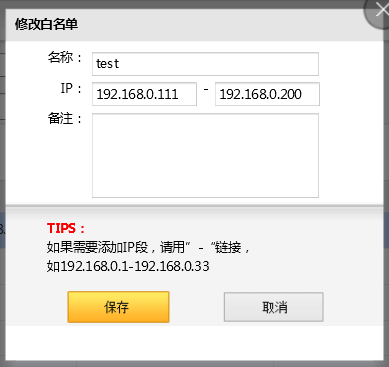 修改白名单
名称：test
IP：192.168.0.111 - 192.168.0.200
备注：
TIPS：
如果需要添加IP段，请用”-“链接，
如192.168.0.1-192.168.0.33
保存 取消